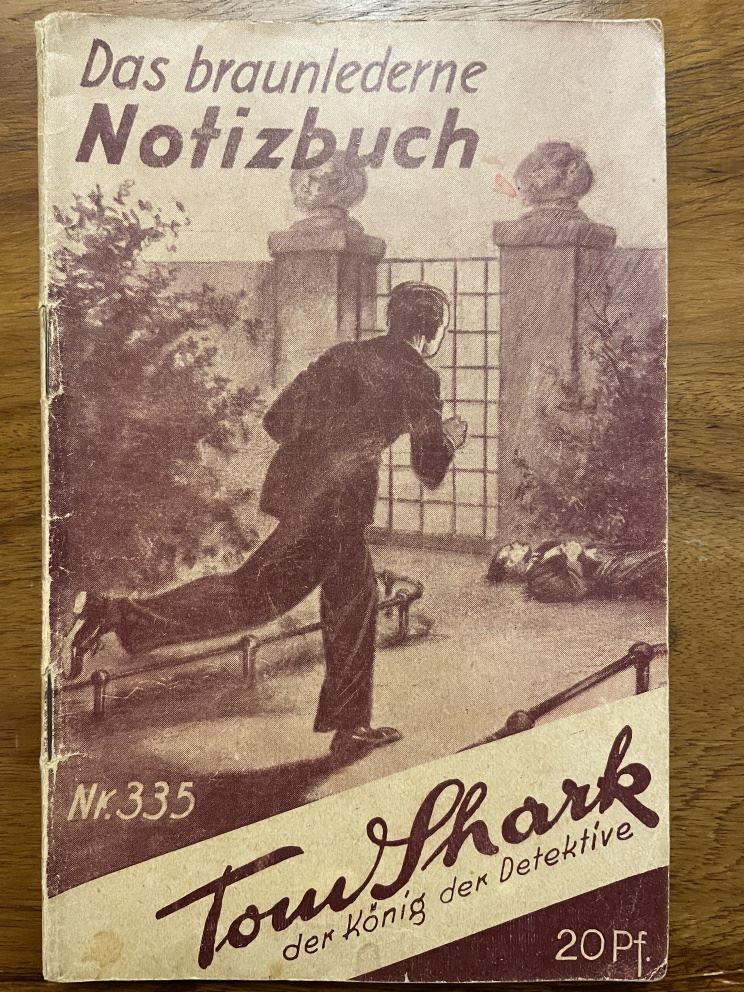 Das braunlederne
Notizbuch
Nr. 335
Tom Shark
der König der Detektive
20 Pf.